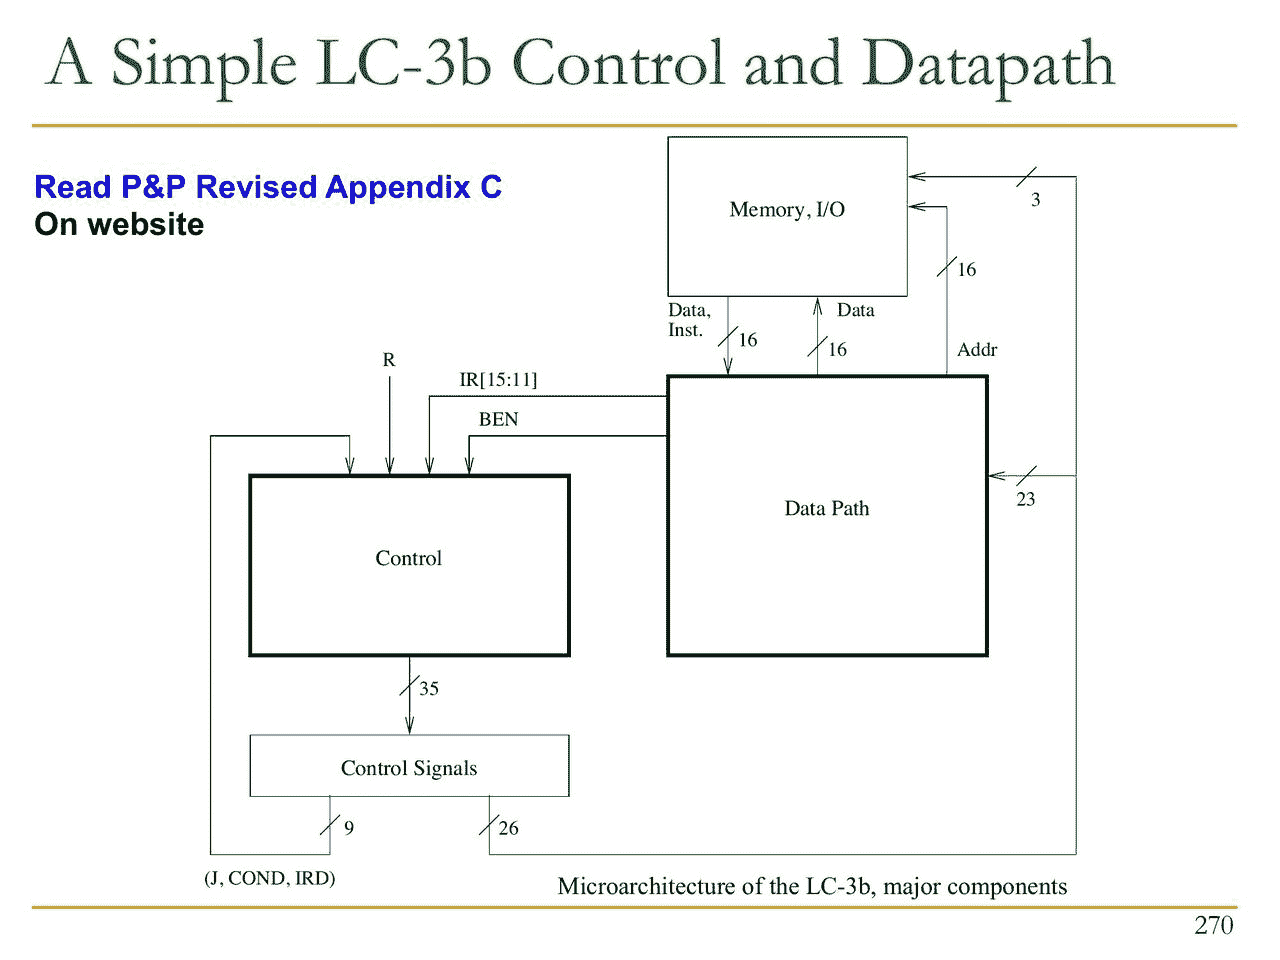 A Simple LC-3b Control and Datapath
Read P&P Revised Appendix C
On website
Memory, I/O
3
16
Data,
Inst.
16
Data
16
Addr
R
IR[15:11]
BEN
Data Path
23
Control
35
Control Signals
9
26
(J, COND, IRD)
Microarchitecture of the LC-3b, major components
270